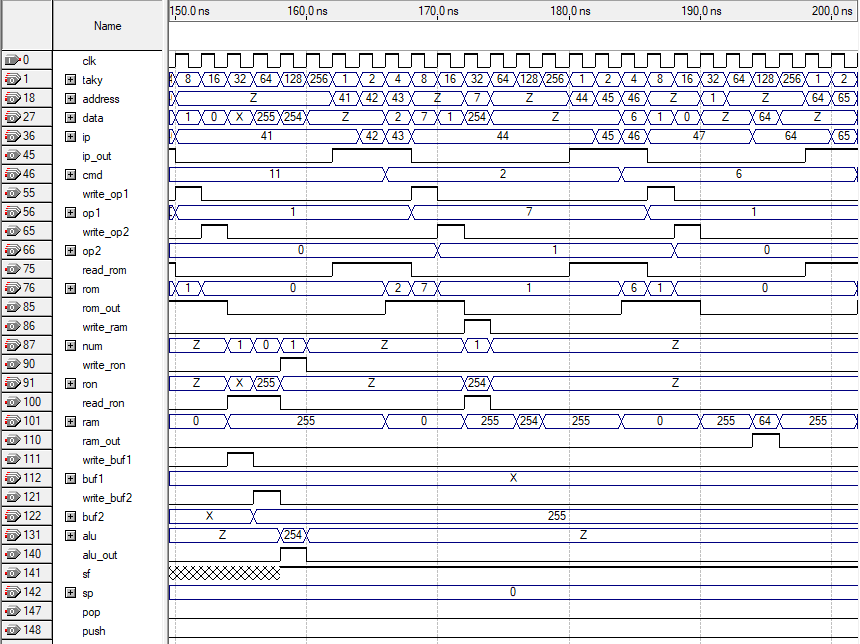 Name 150.0 ns 160.0 ns 170.0 ns 180.0 ns 190.0 ns 200.0 ns
0 clk
1 taky 8 16 32 64 128 256 1 2 4 8 16 32 64 128 256 1 2 4 8 16 32 64 128 256 1 2
18 address Z 41 42 43 Z 7 Z 44 45 46 Z 1 Z 64 65
27 data 1 0 X 255 254 Z 2 7 1 254 Z 6 1 0 Z 64 Z
36 ip 41 42 43 44 45 46 47 64 65
45 ip_out
46 cmd 11 2 6
55 write_op1
56 op1 1 7 1
65 write_op2
66 op2 0 1 0
75 read_rom
76 rom 1 0 2 7 1 6 1 0
85 rom_out
86 write_ram
87 num Z 1 0 1 Z 1 Z
90 write_ron
91 ron Z X 255 Z 254 Z
100 read_ron
101 ram 0 255 0 255 254 255 0 255 64 255
110 ram_out
111 write_buf1
112 buf1 X
121 write_buf2
122 buf2 X 255
131 alu Z 254 Z
140 alu_out
141 sf
142 sp 0
147 pop
148 push